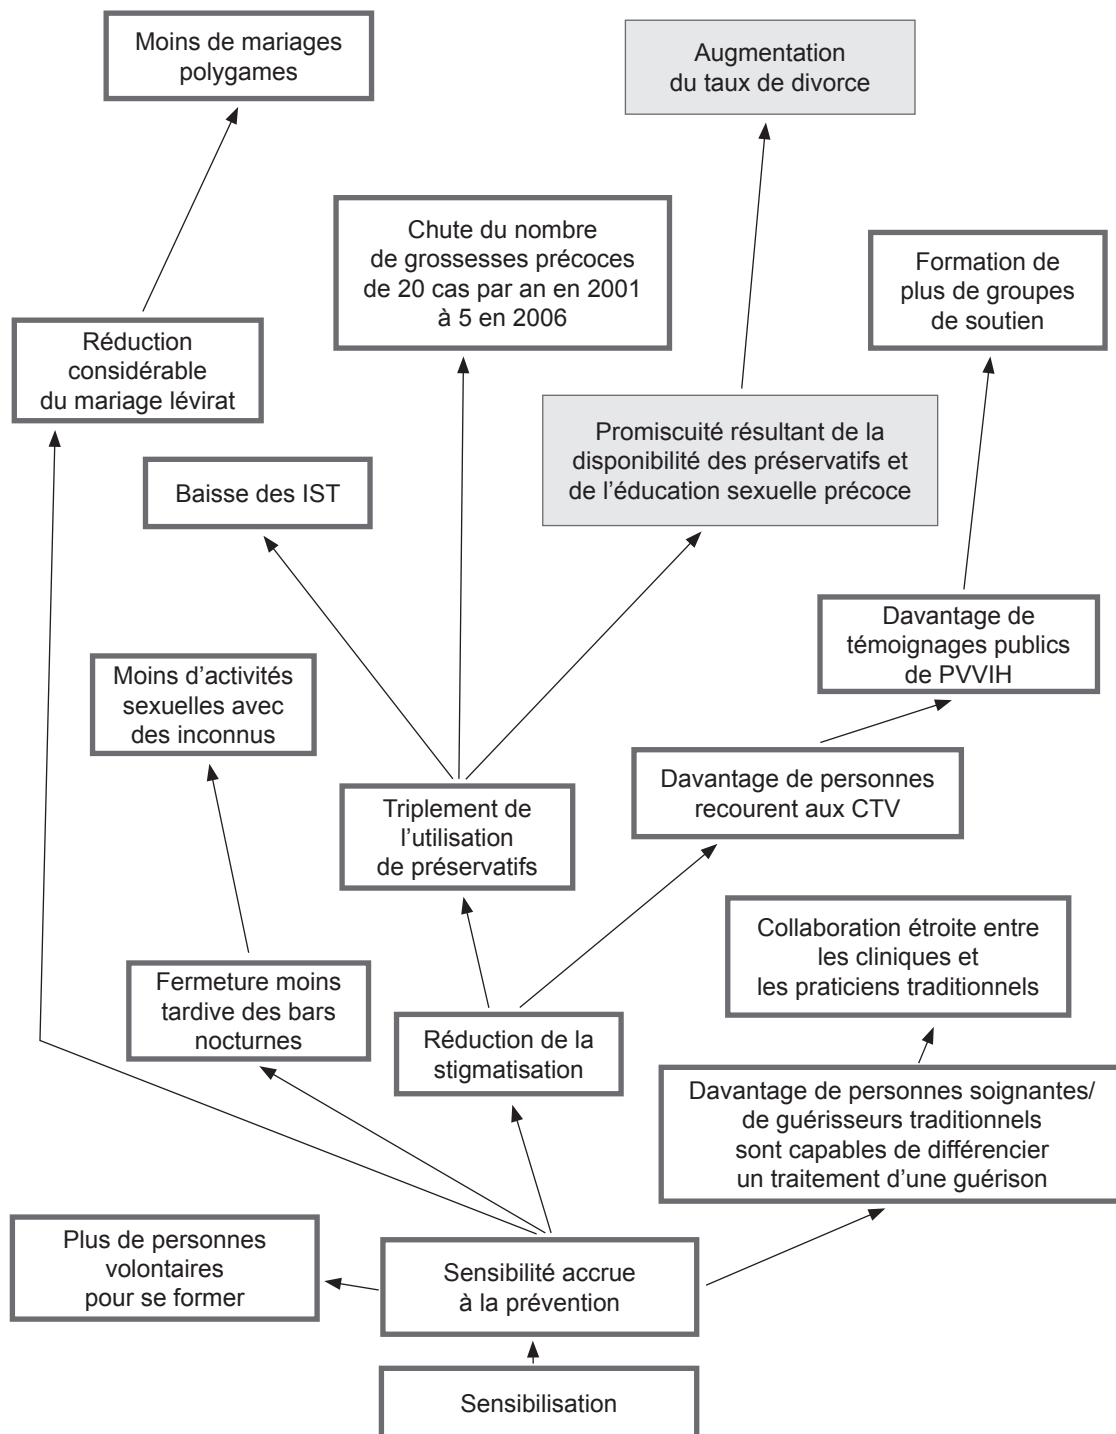 Moins de mariages
polygames
Augmentation
du taux de divorce
Chute du nombre
de grossesses précoces
de 20 cas par an en 2001
à 5 en 2006
Formation de
plus de groupes
de soutien
Réduction
considérable
du mariage lévirat
Promiscuité résultant de la
disponibilité des préservatifs et
de l’éducation sexuelle précoce
Baisse des IST
Davantage de
témoignages publics
de PVVIH
Moins d’activités
sexuelles avec
des inconnus
Davantage de personnes
recourent aux CTV
Triplement de
l’utilisation
de préservatifs
Collaboration étroite entre
les cliniques et
les praticiens traditionnels
Fermeture moins
tardive des bars
nocturnes
Réduction de la
stigmatisation
Davantage de personnes soignantes/
de guérisseurs traditionnels
sont capables de différencier
un traitement d’une guérison
Plus de personnes
volontaires
pour se former
Sensibilité accrue
à la prévention
Sensibilisation